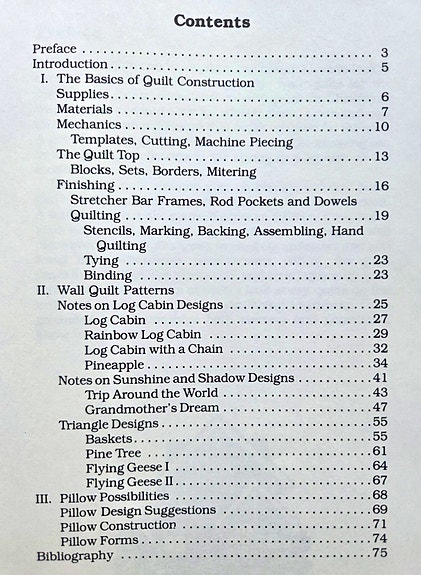 Contents
Preface . . . . . . . . . . . . . . . . . . . . . . . . . . . . . . . . . . . . 3
Introduction . . . . . . . . . . . . . . . . . . . . . . . . . . . . . . . . 5
I. The Basics of Quilt Construction
Supplies . . . . . . . . . . . . . . . . . . . . . . . . . . . . . . . . 6
Materials . . . . . . . . . . . . . . . . . . . . . . . . . . . . . . . . 7
Mechanics . . . . . . . . . . . . . . . . . . . . . . . . . . . . . . . 10
Templates, Cutting, Machine Piecing
The Quilt Top . . . . . . . . . . . . . . . . . . . . . . . . . . . . 13
Blocks, Sets, Borders, Mitering
Finishing . . . . . . . . . . . . . . . . . . . . . . . . . . . . . . . . 16
Stretcher Bar Frames, Rod Pockets and Dowels
Quilting . . . . . . . . . . . . . . . . . . . . . . . . . . . . . . . 19
Stencils, Marking, Backing, Assembling, Hand
Quilting
Tying . . . . . . . . . . . . . . . . . . . . . . . . . . . . . . . . 23
Binding . . . . . . . . . . . . . . . . . . . . . . . . . . . . . . 23
II. Wall Quilt Patterns
Notes on Log Cabin Designs . . . . . . . . . . . . . . . . 25
Log Cabin . . . . . . . . . . . . . . . . . . . . . . . . . . . . 27
Rainbow Log Cabin . . . . . . . . . . . . . . . . . . . . 29
Log Cabin with a Chain . . . . . . . . . . . . . . . . . 32
Pineapple . . . . . . . . . . . . . . . . . . . . . . . . . . . . 34
Notes on Sunshine and Shadow Designs . . . . . . . . 41
Trip Around the World . . . . . . . . . . . . . . . . . . 43
Grandmother's Dream . . . . . . . . . . . . . . . . . . 47
Triangle Designs . . . . . . . . . . . . . . . . . . . . . . . . . 55
Baskets . . . . . . . . . . . . . . . . . . . . . . . . . . . . . . 55
Pine Tree . . . . . . . . . . . . . . . . . . . . . . . . . . . . 61
Flying Geese I . . . . . . . . . . . . . . . . . . . . . . . . 64
Flying Geese II . . . . . . . . . . . . . . . . . . . . . . . . 67
III. Pillow Possibilities . . . . . . . . . . . . . . . . . . . . . . . . 68
Pillow Design Suggestions . . . . . . . . . . . . . . . . . 69
Pillow Construction . . . . . . . . . . . . . . . . . . . . . . 71
Pillow Forms . . . . . . . . . . . . . . . . . . . . . . . . . . . 74
Bibliography . . . . . . . . . . . . . . . . . . . . . . . . . . . . . 75